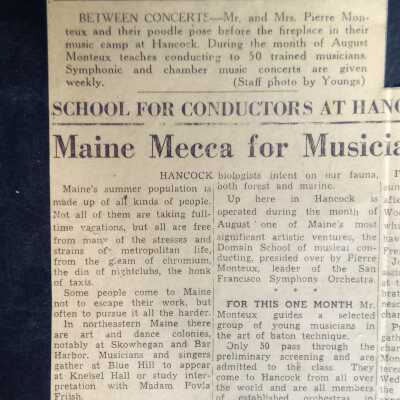 BETWEEN CONCERTS—Mr. and Mrs. Pierre Mon-
teux and their poodle pose before the fireplace in their
music camp at Hancock. During the month of August
Monteux teaches conducting to 50 trained musicians.
Symphonic and chamber music concerts are given
weekly. (Staff photo by Youngs)
SCHOOL FOR CONDUCTORS AT HANC
Maine Mecca for Musicia
HANCOCK
Maine's summer population is
made up of all kinds of people.
Not all of them are taking full-
time vacations, but all are free
from many of the stresses and
strains of metropolitan life,
from the gleam of chromium,
the din of nightclubs, the honk
of taxis.
Some people come to Maine
not to escape their work, but
often to pursue it all the harder.
In northeastern Maine there
are art and dance colonies,
notably at Skowhegan and Bar
Harbor. Musicians and singers
gather at Blue Hill to appear
at Kneisel Hall or study inter-
pretation with Madam Povla
Frijsh.
biologists intent on our fauna,
both forest and marine.
Up here in Hancock is
operated during the month of
August one of Maine's most
significant artistic ventures, the
Domain School of musical con-
ducting, presided over by Pierre
Monteux, leader of the San
Francisco Symphony Orchestra.
* * *
FOR THIS ONE MONTH Mr.
Monteux guides a selected
group of young musicians in
the art of baton technique.
Only 50 pass through the
preliminary screening and are
admitted to the class. They
come to Hancock from all over
the world and are all members
of established orchestras in